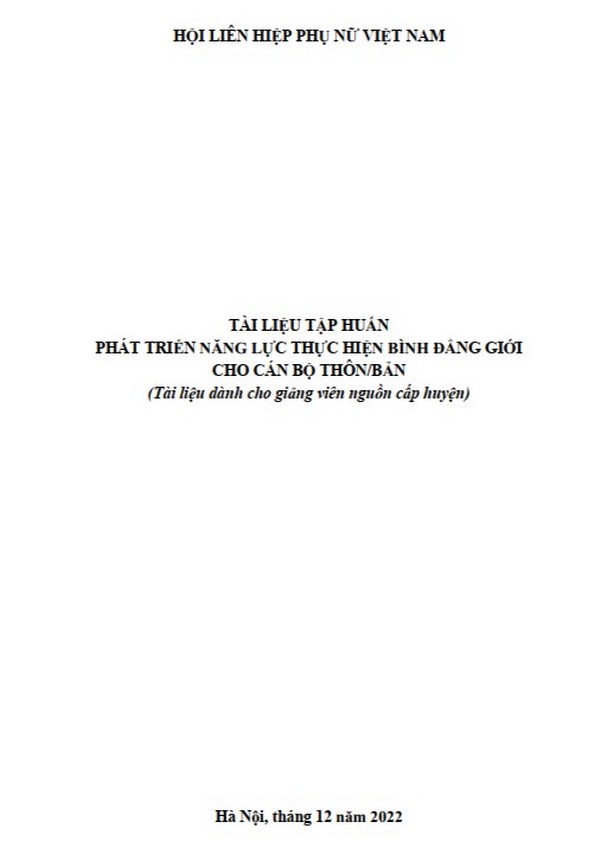 HỘI LIÊN HIỆP PHỤ NỮ VIỆT NAM
TÀI LIỆU TẬP HUẤN
PHÁT TRIỂN NĂNG LỰC THỰC HIỆN BÌNH ĐẲNG GIỚI
CHO CÁN BỘ THÔN/BẢN
(Tài liệu dành cho giảng viên nguồn cấp huyện)
Hà Nội, tháng 12 năm 2022